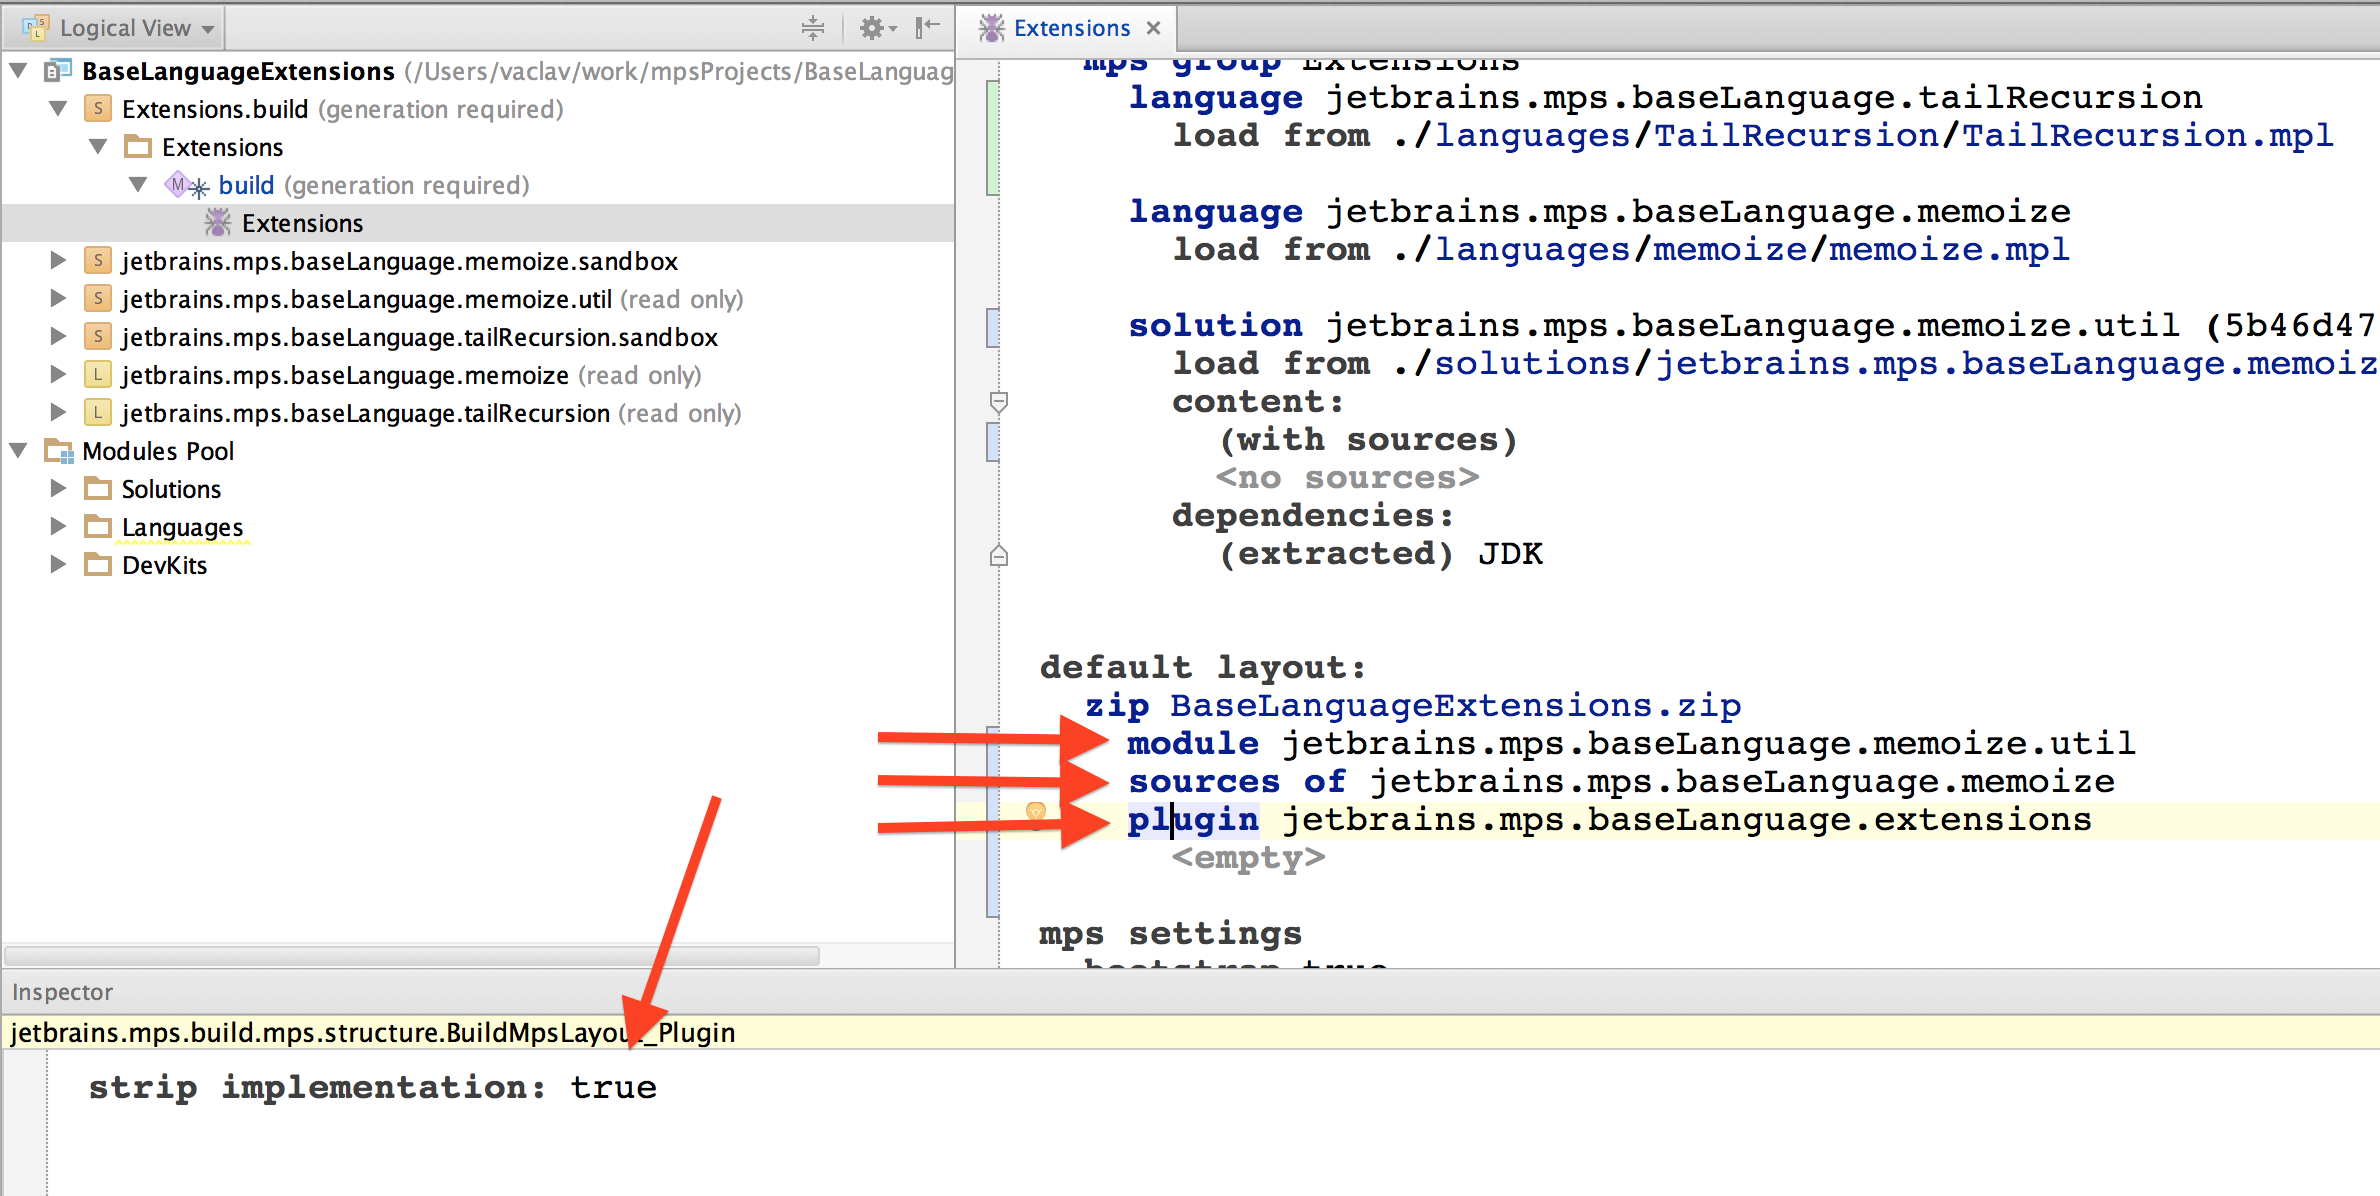 Logical View
BaseLanguageExtensions (/Users/vaclav/work/mpsProjects/BaseLanguag
Extensions.build (generation required)
Extensions
build (generation required)
Extensions
jetbrains.mps.baseLanguage.memoize.sandbox
jetbrains.mps.baseLanguage.memoize.util (read only)
jetbrains.mps.baseLanguage.tailRecursion.sandbox
jetbrains.mps.baseLanguage.memoize (read only)
jetbrains.mps.baseLanguage.tailRecursion (read only)
Modules Pool
Solutions
Languages
DevKits
Extensions
mps group Extensions
language jetbrains.mps.baseLanguage.tailRecursion
load from ./languages/TailRecursion/TailRecursion.mpl
language jetbrains.mps.baseLanguage.memoize
load from ./languages/memoize/memoize.mpl
solution jetbrains.mps.baseLanguage.memoize.util (5b46d47
load from ./solutions/jetbrains.mps.baseLanguage.memoiz
content:
(with sources)
<no sources>
dependencies:
(extracted) JDK
default layout:
zip BaseLanguageExtensions.zip
module jetbrains.mps.baseLanguage.memoize.util
sources of jetbrains.mps.baseLanguage.memoize
plugin jetbrains.mps.baseLanguage.extensions
<empty>
mps settings
bootstrap true
Inspector
jetbrains.mps.build.mps.structure.BuildMpsLayout_Plugin
strip implementation: true